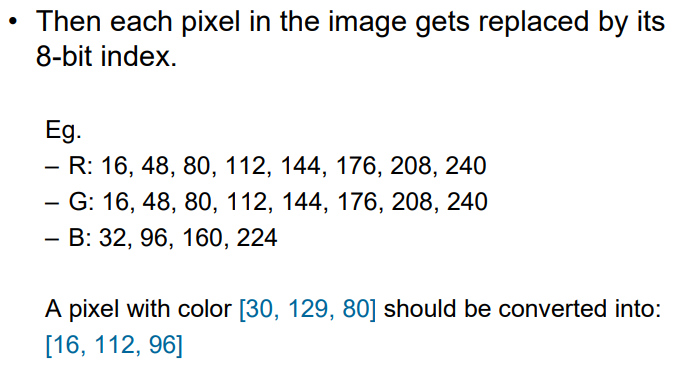 • Then each pixel in the image gets replaced by its
8-bit index.
Eg.
– R: 16, 48, 80, 112, 144, 176, 208, 240
– G: 16, 48, 80, 112, 144, 176, 208, 240
– B: 32, 96, 160, 224
A pixel with color [30, 129, 80] should be converted into:
[16, 112, 96]